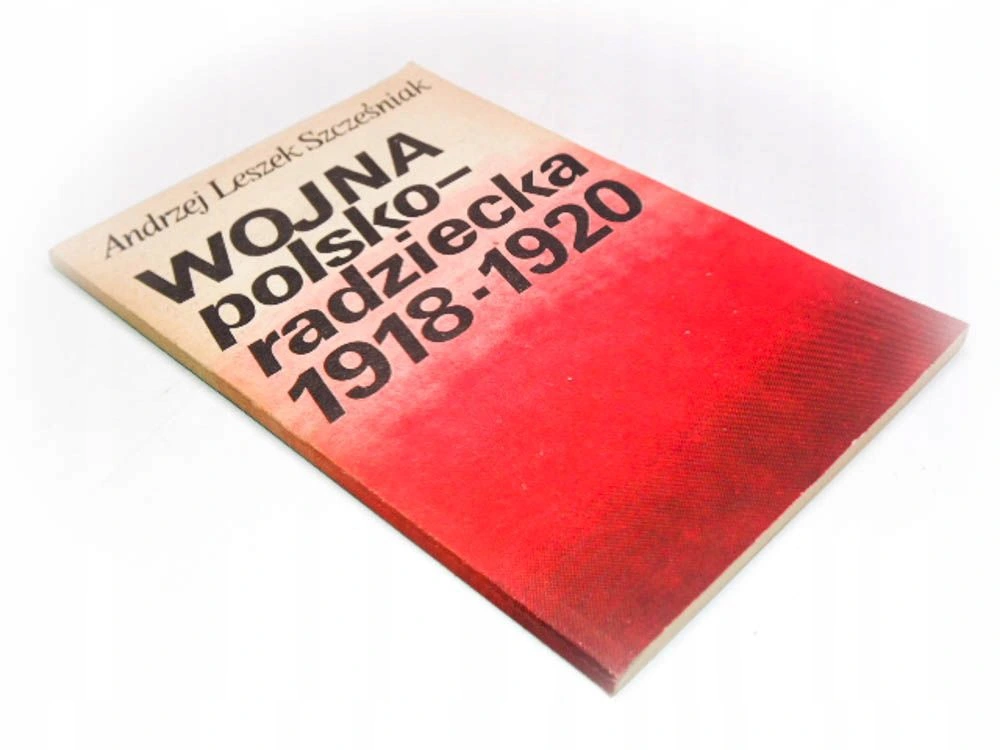 Andrzej Leszek Szcześniak
WOJNA
polsko-
radziecka
1918·1920